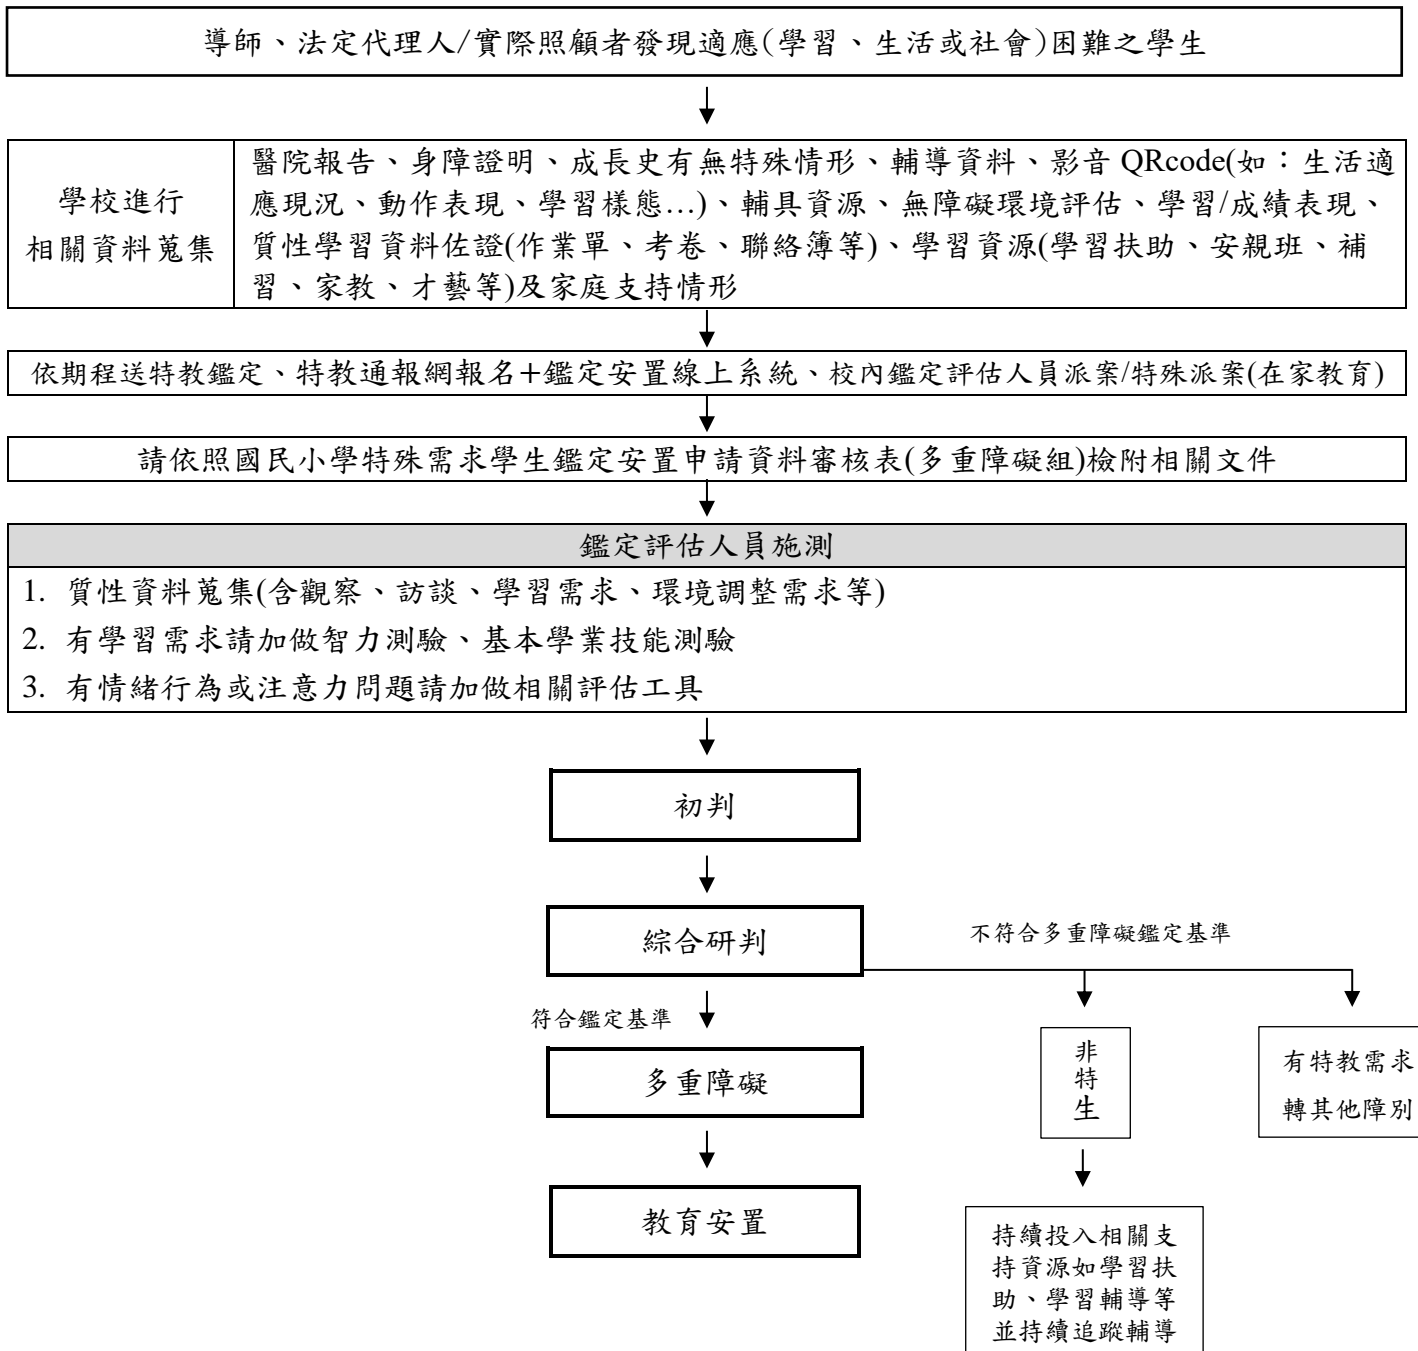 導師、法定代理人/實際照顧者發現適應(學習、生活或社會)困難之學生
學校進行
相關資料蒐集
醫院報告、身障證明、成長史有無特殊情形、輔導資料、影音 QRcode(如：生活適
應現況、動作表現、學習樣態…)、輔具資源、無障礙環境評估、學習/成績表現、
質性學習資料佐證(作業單、考卷、聯絡簿等)、學習資源(學習扶助、安親班、補
習、家教、才藝等)及家庭支持情形
依期程送特教鑑定、特教通報網報名+鑑定安置線上系統、校內鑑定評估人員派案/特殊派案(在家教育)
請依照國民小學特殊需求學生鑑定安置申請資料審核表(多重障礙組)檢附相關文件
鑑定評估人員施測
1. 質性資料蒐集(含觀察、訪談、學習需求、環境調整需求等)
2. 有學習需求請加做智力測驗、基本學業技能測驗
3. 有情緒行為或注意力問題請加做相關評估工具
初判
綜合研判
不符合多重障礙鑑定基準
符合鑑定基準
多重障礙
非
特
生
有特教需求
轉其他障別
教育安置
持續投入相關支
持資源如學習扶
助、學習輔導等
並持續追蹤輔導